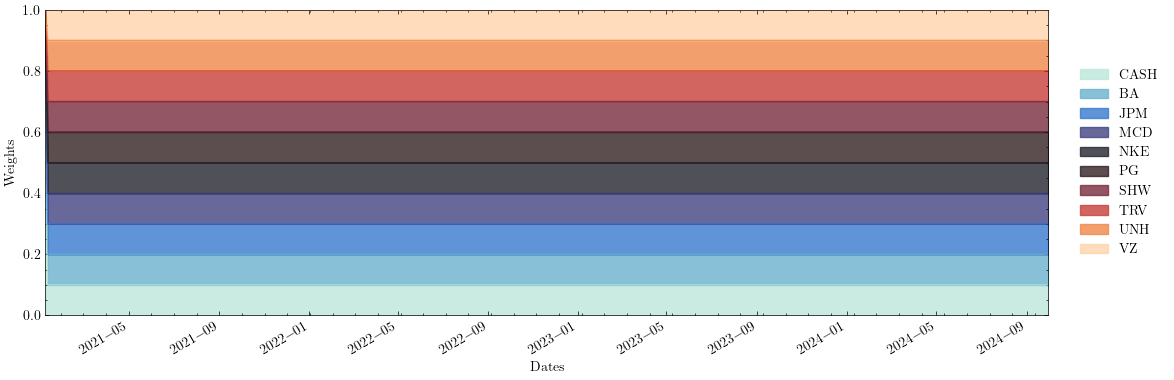 1.0
0.8
0.6
0.4
0.2
0.0
Weights
2021−05
2021−09
2022−01
2022−05
2022−09
2023−01
2023−05
2023−09
2024−01
2024−05
2024−09
Dates
CASH
BA
JPM
MCD
NKE
PG
SHW
TRV
UNH
VZ